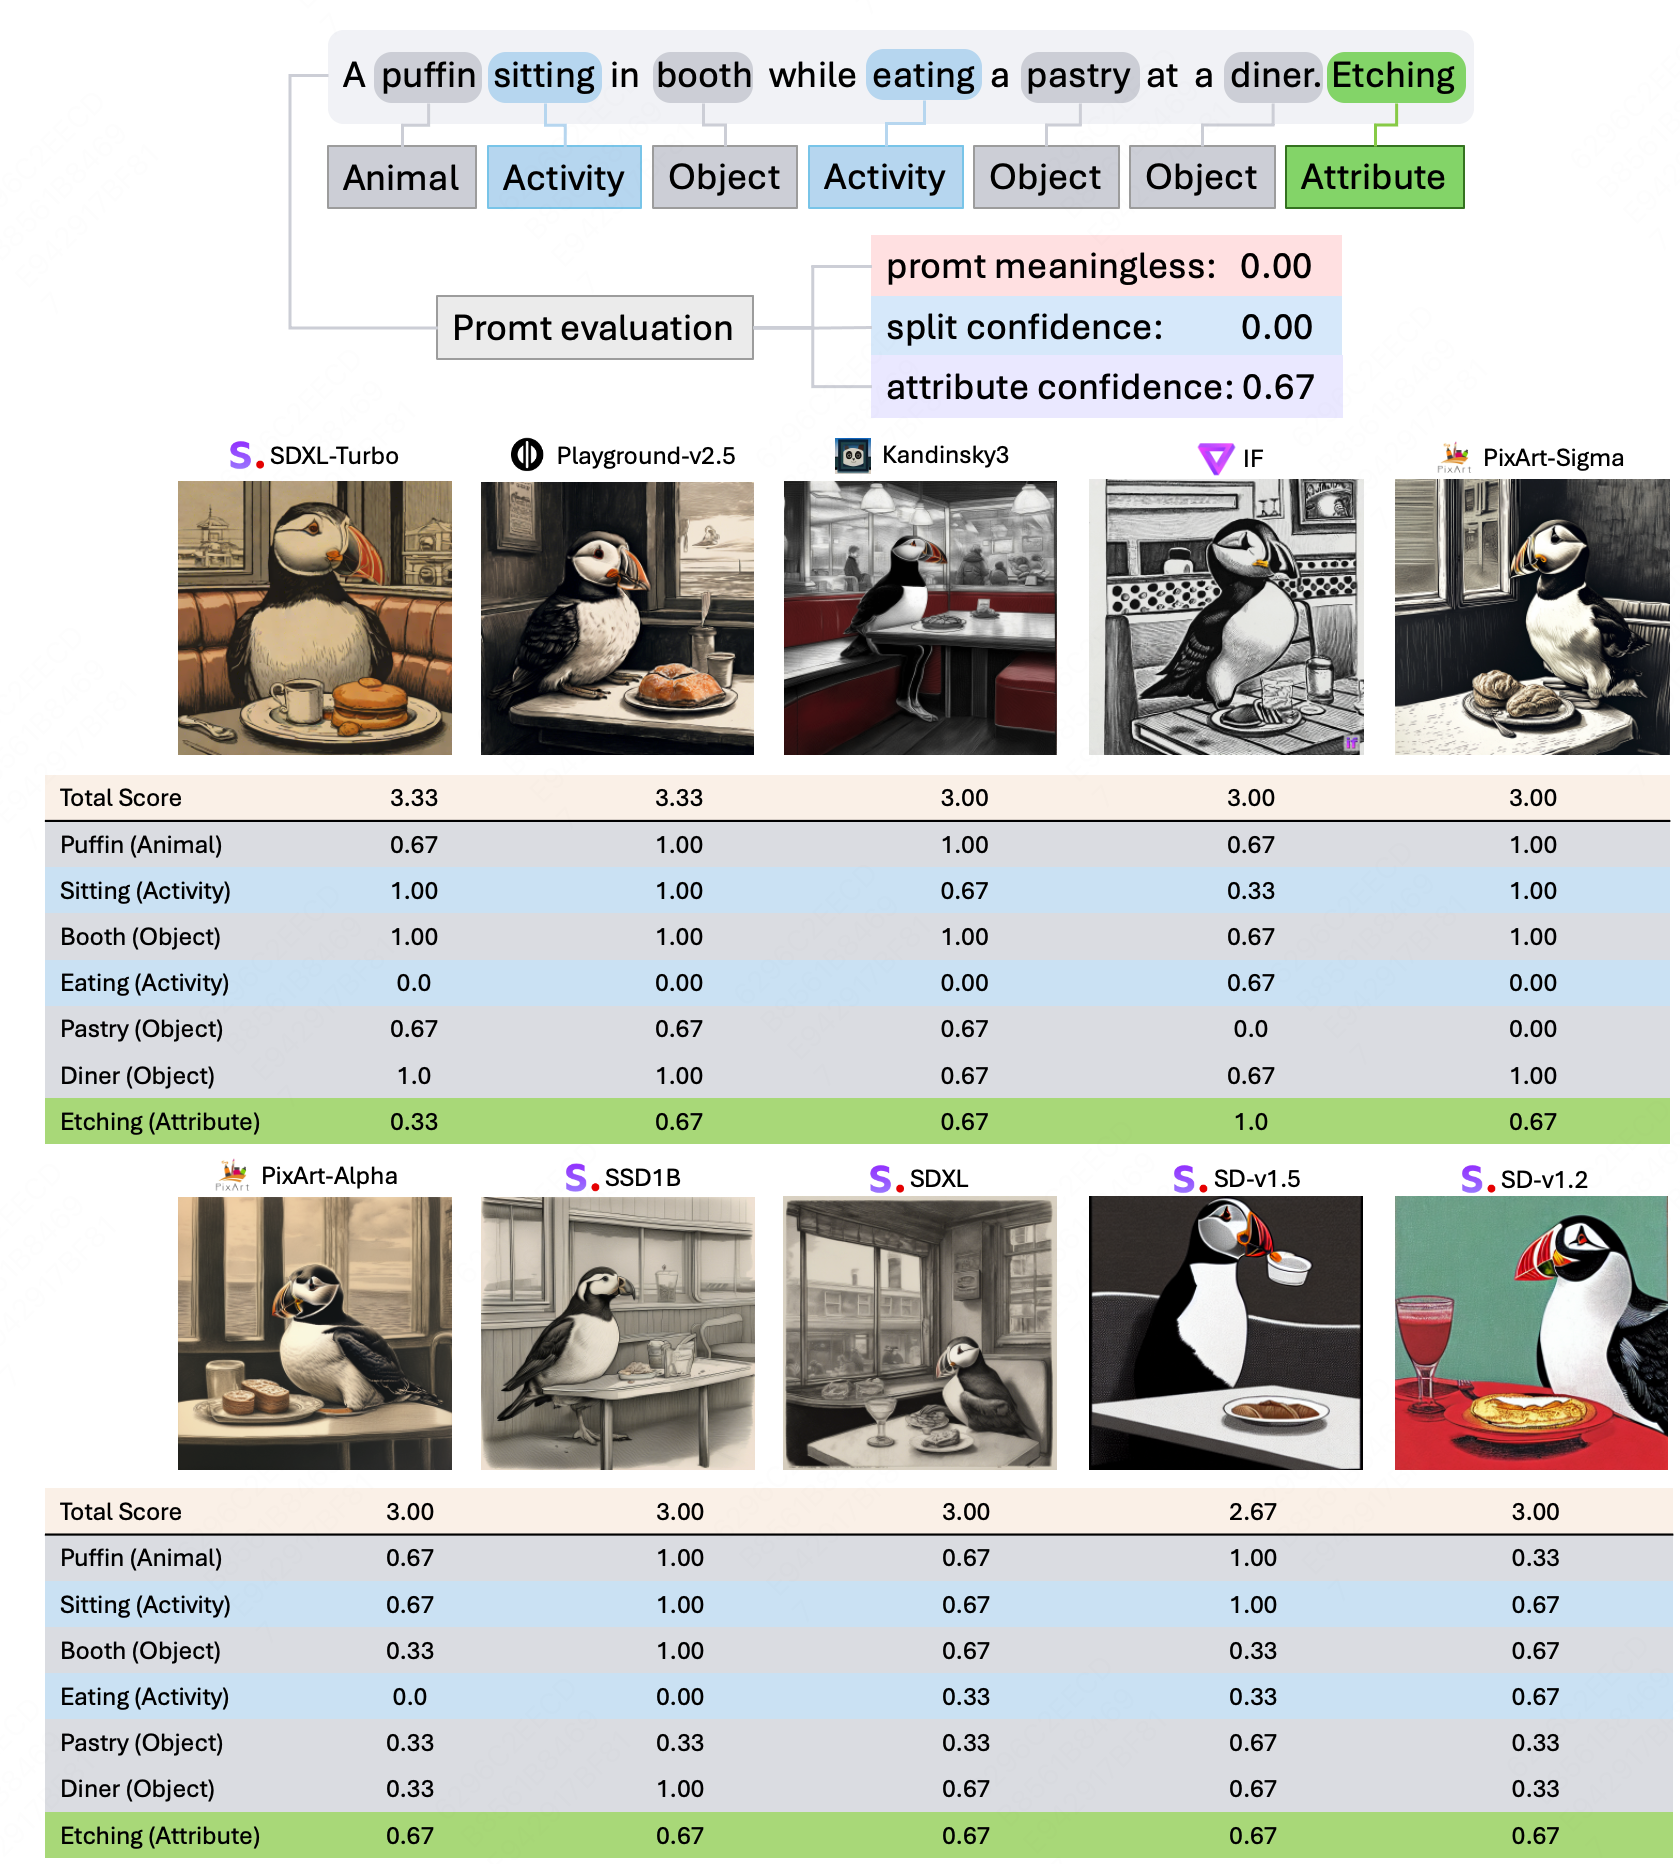 A puffin sitting in booth while eating a pastry at a diner. Etching
Animal Activity Object Activity Object Object Attribute
promt meaningless: 0.00
Promt evaluation
split confidence: 0.00
attribute confidence: 0.67
S. SDXL-Turbo
Playground-v2.5
Kandinsky3
IF
PixArt PixArt-Sigma
if
Total Score 3.33 3.33 3.00 3.00 3.00
Puffin (Animal) 0.67 1.00 1.00 0.67 1.00
Sitting (Activity) 1.00 1.00 0.67 0.33 1.00
Booth (Object) 1.00 1.00 1.00 0.67 1.00
Eating (Activity) 0.0 0.00 0.00 0.67 0.00
Pastry (Object) 0.67 0.67 0.67 0.0 0.00
Diner (Object) 1.0 1.00 0.67 0.67 1.00
Etching (Attribute) 0.33 0.67 0.67 1.0 0.67
PixArt PixArt-Alpha
S. SSD1B
S. SDXL
S. SD-v1.5
S. SD-v1.2
Total Score 3.00 3.00 3.00 2.67 3.00
Puffin (Animal) 0.67 1.00 0.67 1.00 0.33
Sitting (Activity) 0.67 1.00 0.67 1.00 0.67
Booth (Object) 0.33 1.00 0.67 0.33 0.67
Eating (Activity) 0.0 0.00 0.33 0.33 0.67
Pastry (Object) 0.33 0.33 0.33 0.67 0.33
Diner (Object) 0.33 1.00 0.67 0.67 0.33
Etching (Attribute) 0.67 0.67 0.67 0.67 0.67